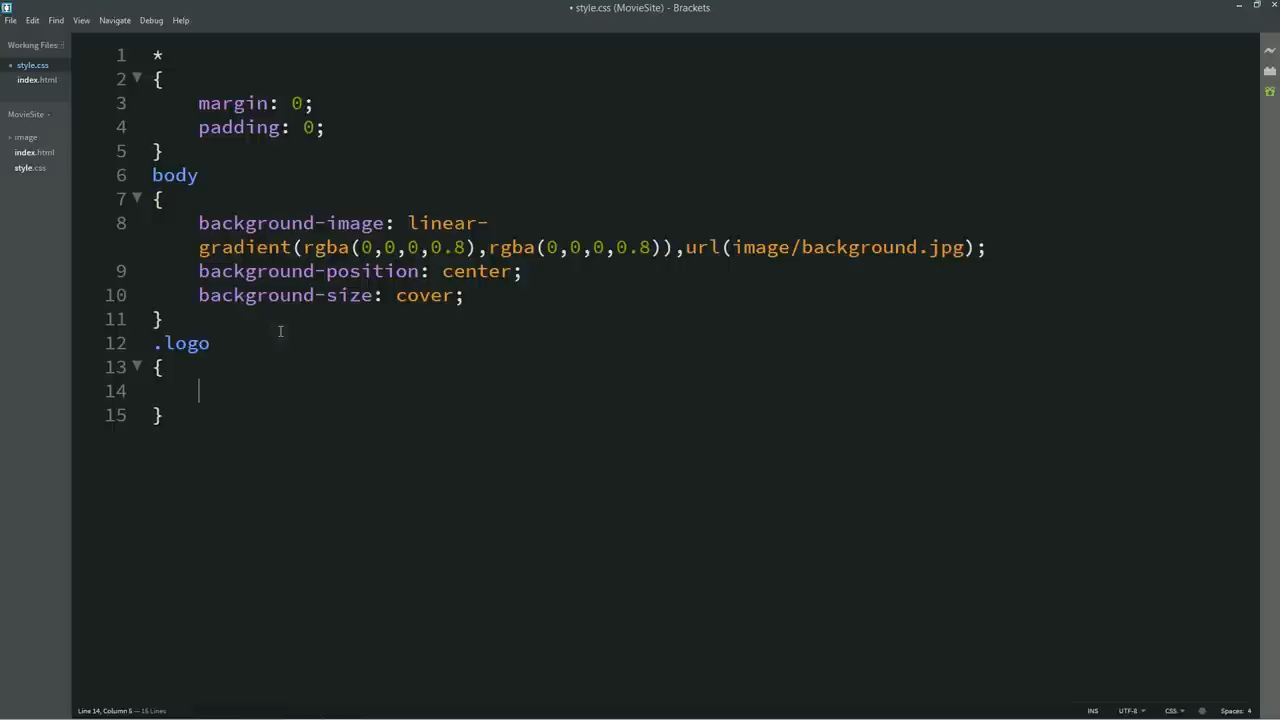 • style.css (MovieSite) - Brackets
File Edit Find View Navigate Debug Help
Working Files
• style.css
index.html
MovieSite
image
index.html
style.css
1 *
2 {
3 margin: 0;
4 padding: 0;
5 }
6 body
7 {
8 background-image: linear-
gradient(rgba(0,0,0,0.8),rgba(0,0,0,0.8)),url(image/background.jpg);
9 background-position: center;
10 background-size: cover;
11 }
12 .logo
13 {
14
15 }
Line 14, Column 5 — 15 Lines
INS UTF-8 CSS Spaces: 4